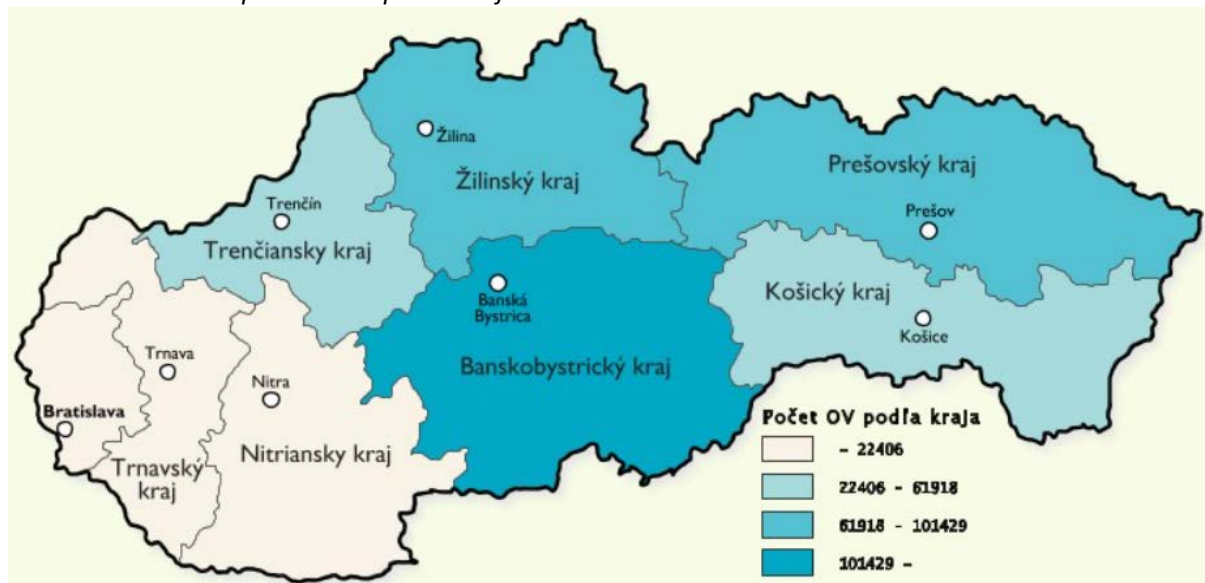 Žilina
Žilinský kraj
Prešovský kraj
Prešov
Trenčín
Trenčiansky kraj
Banská
Bystrica
Košický kraj
Košice
Trnava
Banskobystrický kraj
Nitra
Bratislava
Nitriansky kraj
Trnavský
kraj
Počet OV podľa kraja
- 22406
22406 - 61918
61918 - 101429
101429 -